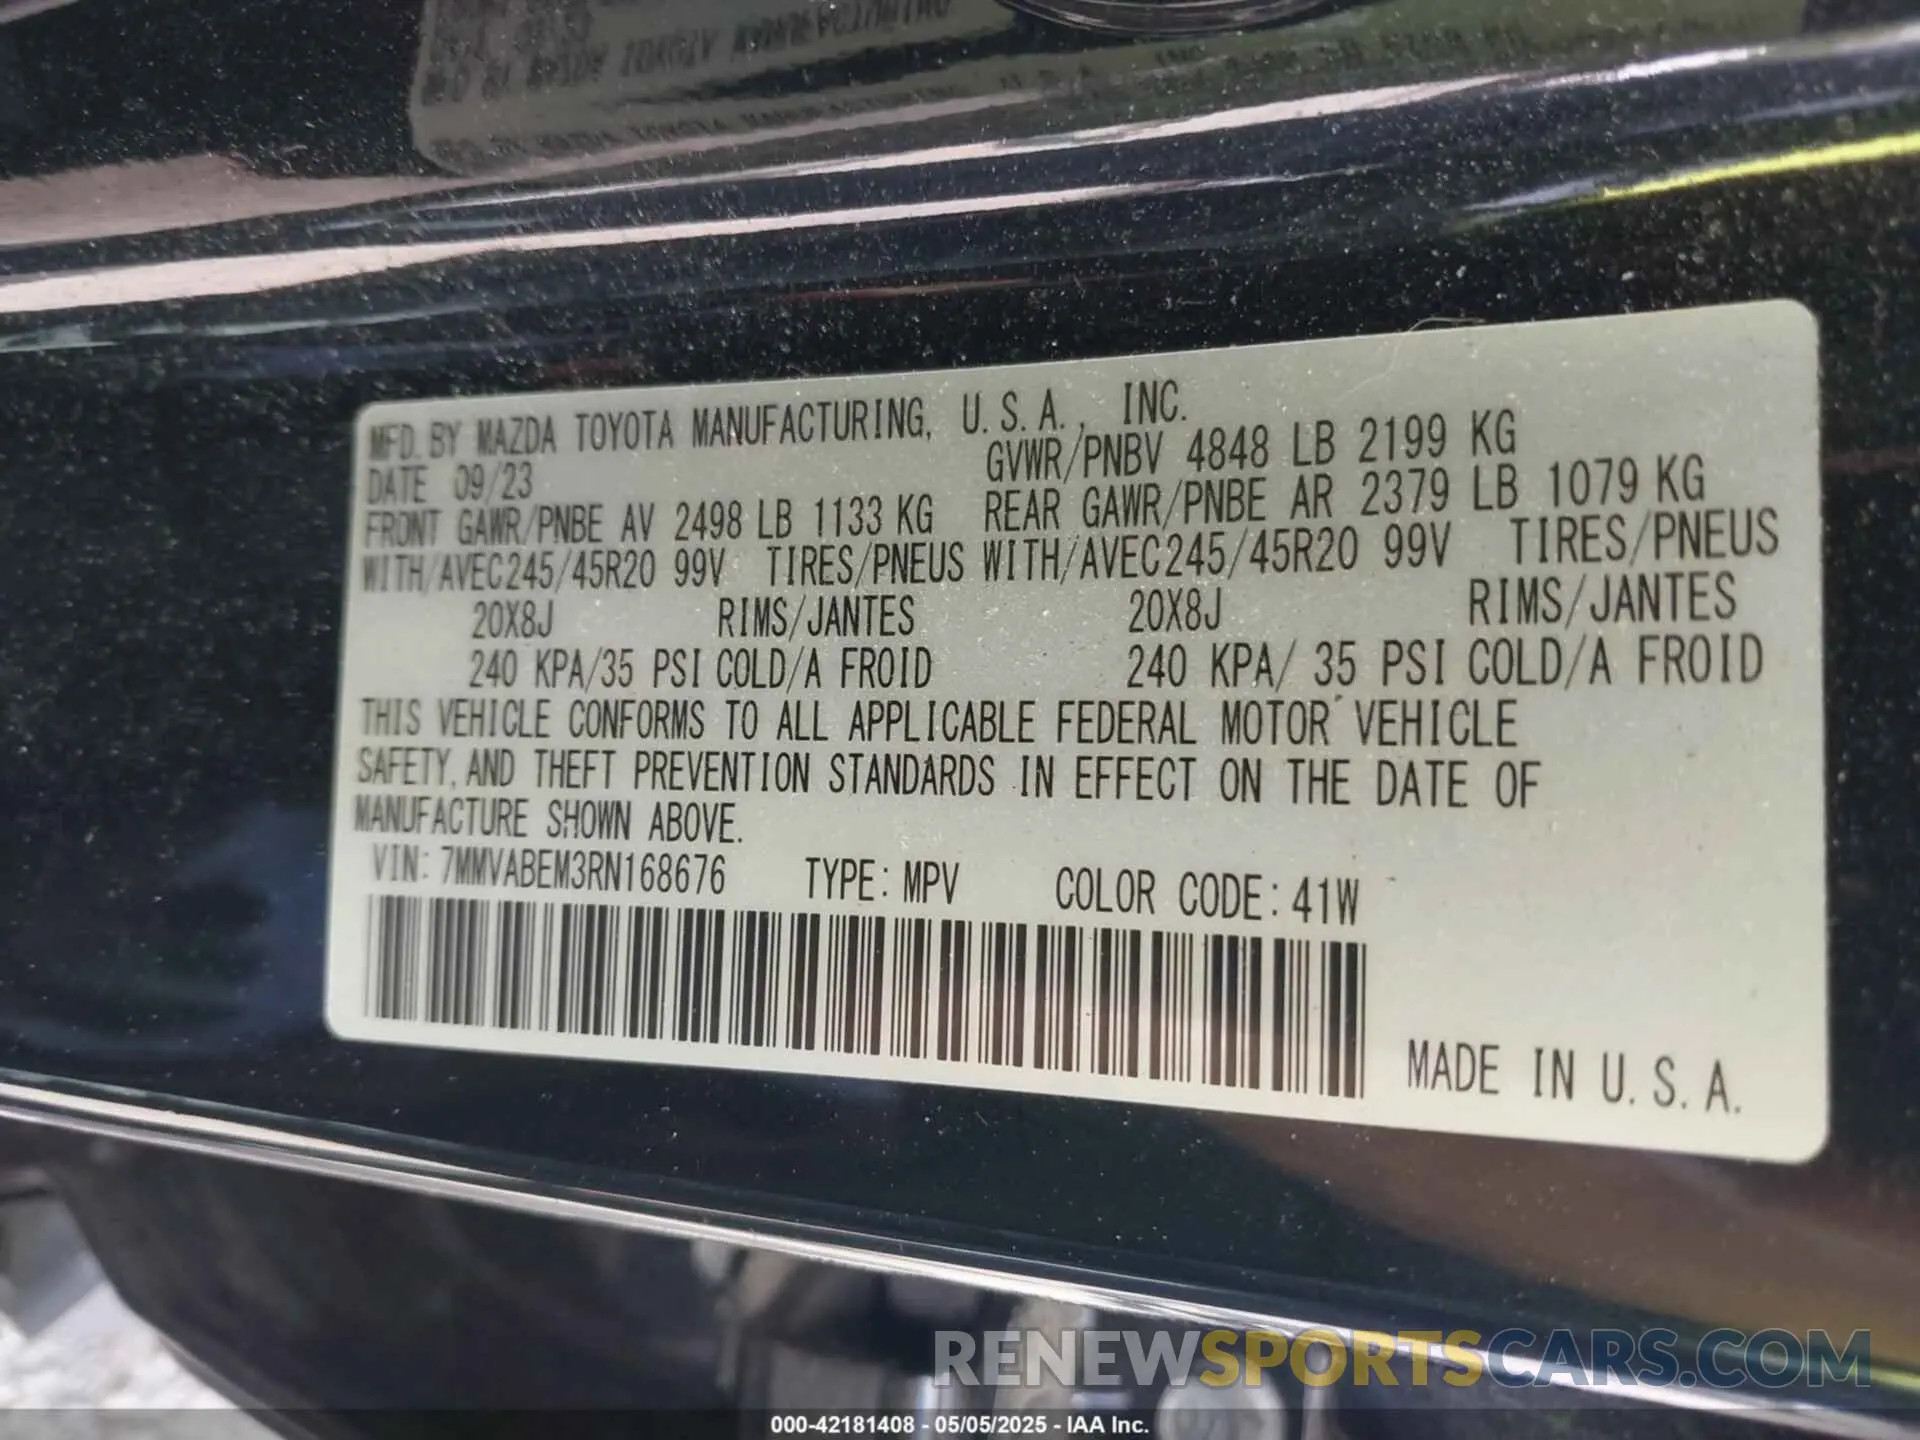 MFD. BY MAZDA TOYOTA MANUFACTURING, U.S.A., INC.
DATE 09/23 GVWR/PNBV 4848 LB 2199 KG
FRONT GAWR/PNBE AV 2498 LB 1133 KG REAR GAWR/PNBE AR 2379 LB 1079 KG
WITH/AVEC245/45R20 99V TIRES/PNEUS WITH/AVEC245/45R20 99V TIRES/PNEUS
20X8J RIMS/JANTES 20X8J RIMS/JANTES
240 KPA/35 PSI COLD/A FROID 240 KPA/ 35 PSI COLD/A FROID
THIS VEHICLE CONFORMS TO ALL APPLICABLE FEDERAL MOTOR VEHICLE
SAFETY, AND THEFT PREVENTION STANDARDS IN EFFECT ON THE DATE OF
MANUFACTURE SHOWN ABOVE.
VIN: 7MMVABEM3RN168676 TYPE: MPV COLOR CODE: 41W
MADE IN U.S.A.
RENEWSPORTSCARS.COM
000-42181408 - 05/05/2025 - IAA Inc.